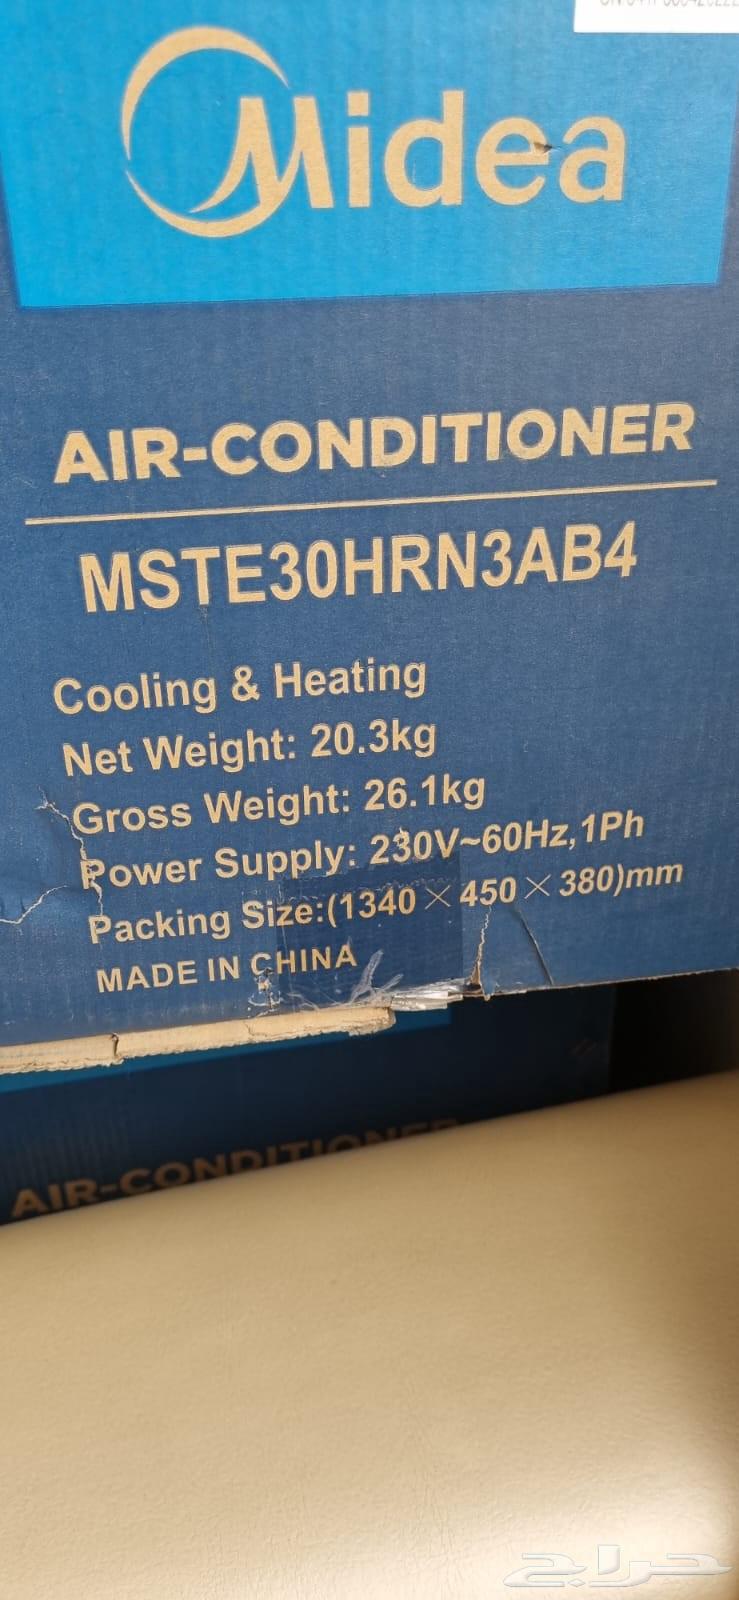 Midea
AIR-CONDITIONER
MSTE30HRN3AB4
Cooling & Heating
Net Weight: 20.3kg
Gross Weight: 26.1kg
Power Supply: 230V~60Hz,1Ph
Packing Size:(1340×450×380)mm
MADE IN CHINA
AIR-CONDITIONER
حراج